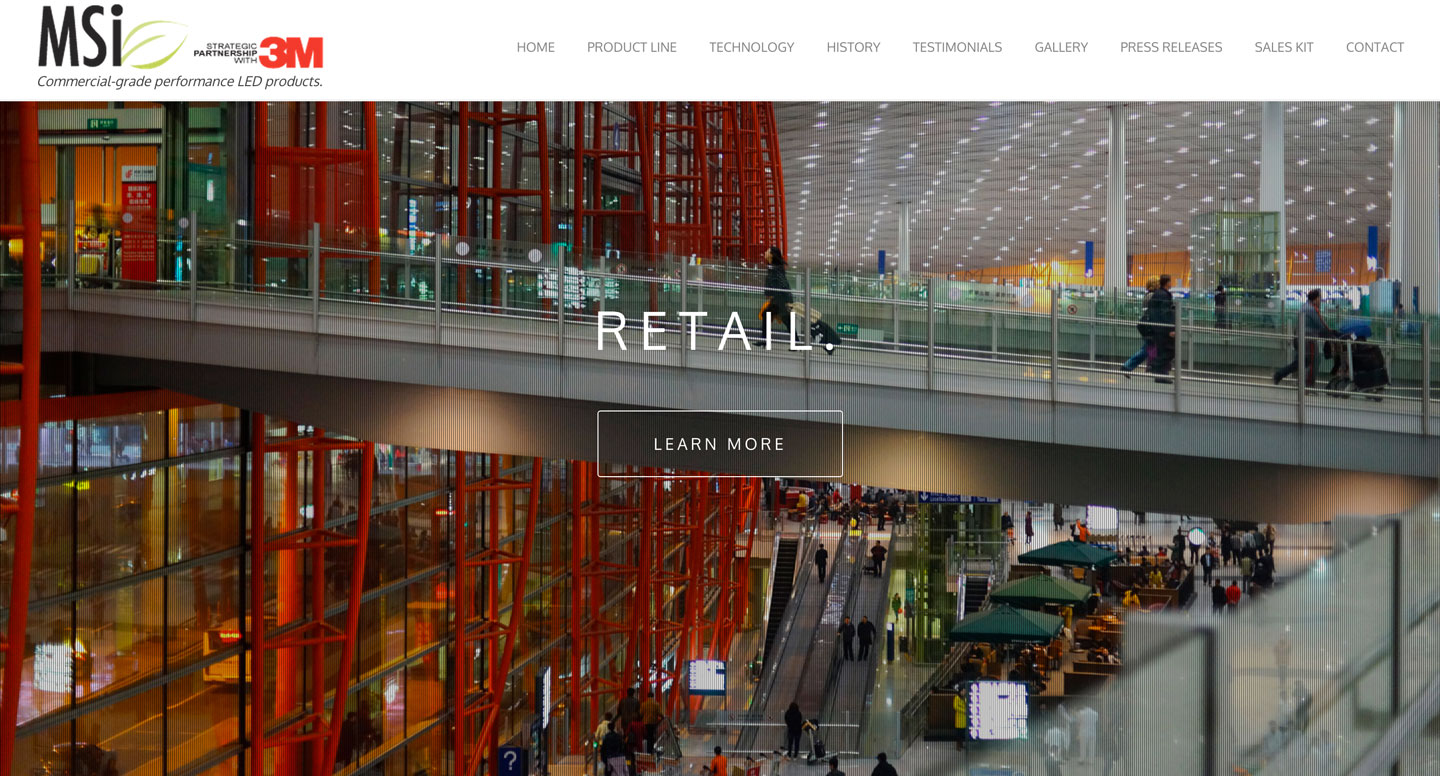 MSi
STRATEGIC
PARTNERSHIP
WITH 3M
Commercial-grade performance LED products.
HOME PRODUCT LINE TECHNOLOGY HISTORY TESTIMONIALS GALLERY PRESS RELEASES SALES KIT CONTACT
RETAIL.
LEARN MORE
?